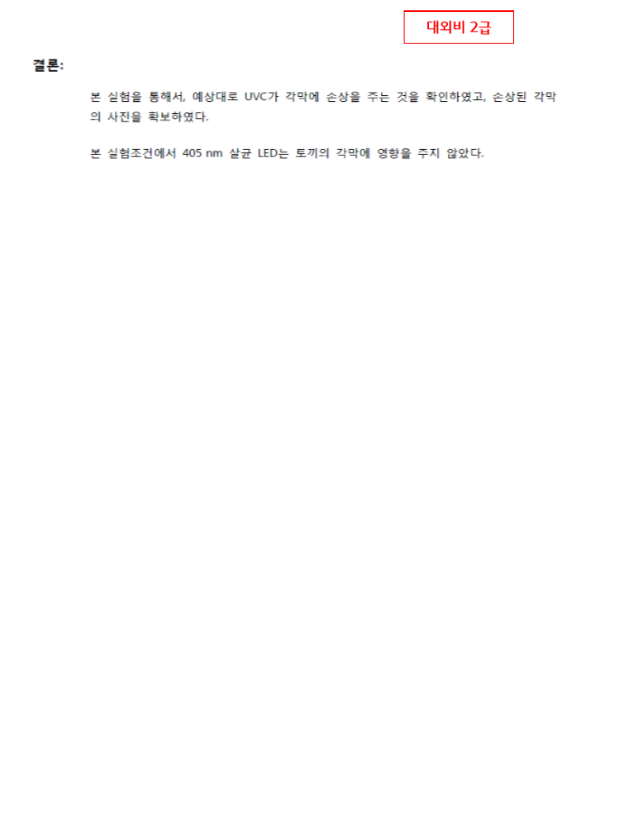 대외비 2급
결론:
본 실험을 통해서, 예상대로 UVC가 각막에 손상을 주는 것을 확인하였고, 손상된 각막
의 사진을 확보하였다.
본 실험조건에서 405 nm 살균 LED는 토끼의 각막에 영향을 주지 않았다.